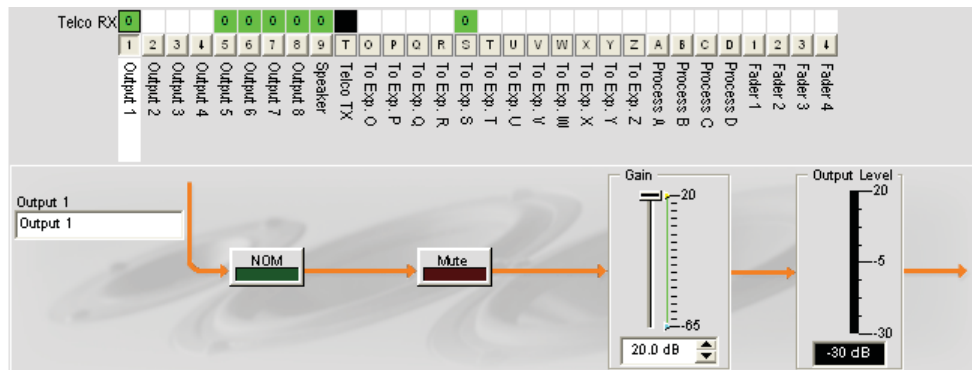 Telco RX 0 0 0 0 0 0 0
1 2 3 4 5 6 7 8 9 T O P Q R S T U V W X Y Z A B C D 1 2 3 4
Output 1
Output 2
Output 3
Output 4
Output 5
Output 6
Output 7
Output 8
Speaker
Telco TX
To Exp. O
To Exp. P
To Exp. Q
To Exp. R
To Exp. S
To Exp. T
To Exp. U
To Exp. V
To Exp. W
To Exp. X
To Exp. Y
To Exp. Z
Process A
Process B
Process C
Process D
Fader 1
Fader 2
Fader 3
Fader 4
Output 1
Output 1
NOM
Mute
Gain
20
-65
20.0 dB
Output Level
20
-5
-30
-30 dB